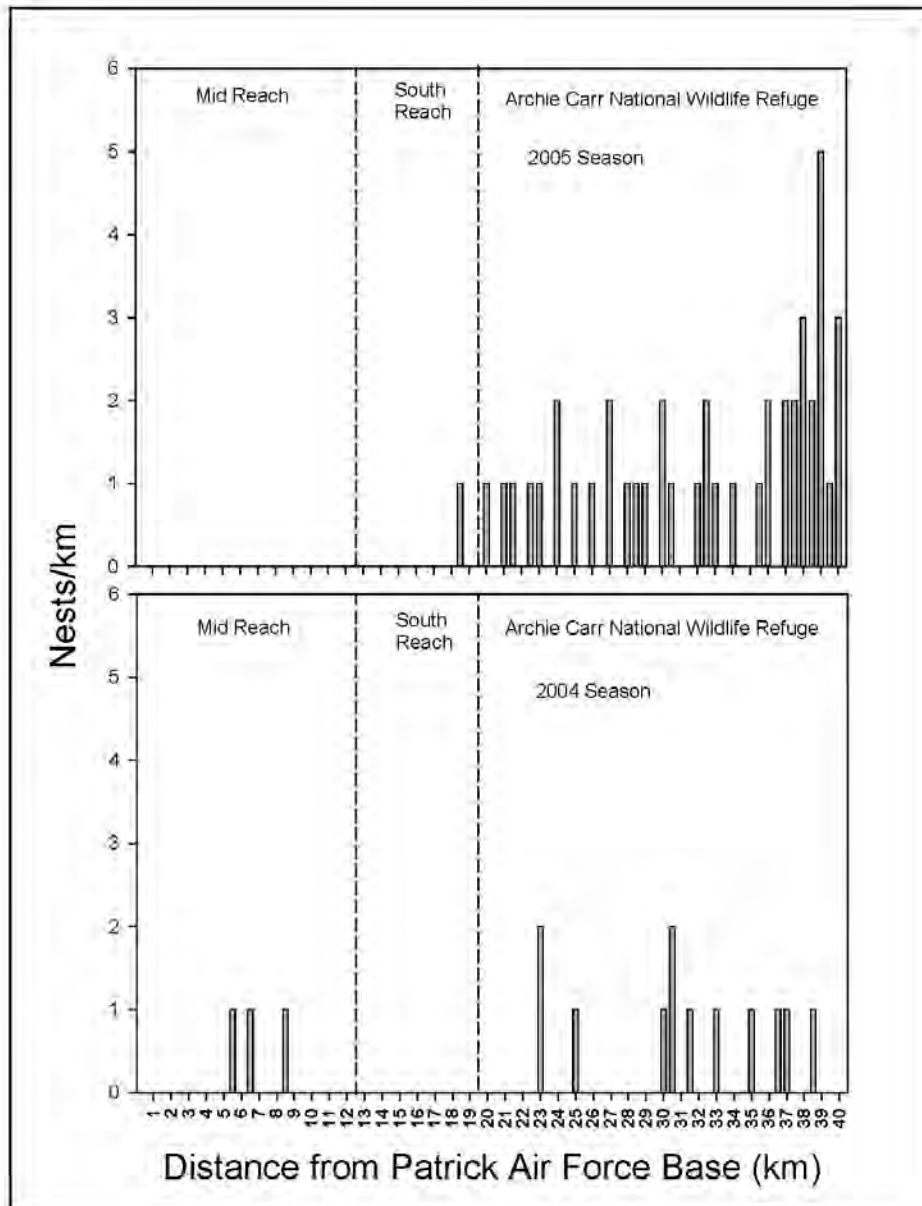 6
Mid Reach
South
Reach
Archie Carr National Wildlife Refuge
2005 Season
5
4
3
2
1
0
6
Mid Reach
South
Reach
Archie Carr National Wildlife Refuge
2004 Season
5
4
3
2
1
0
Nests/km
1 2 3 4 5 6 7 8 9 10 11 12 13 14 15 16 17 18 19 20 21 22 23 24 25 26 27 28 29 30 31 32 33 34 35 36 37 38 39 40
Distance from Patrick Air Force Base (km)